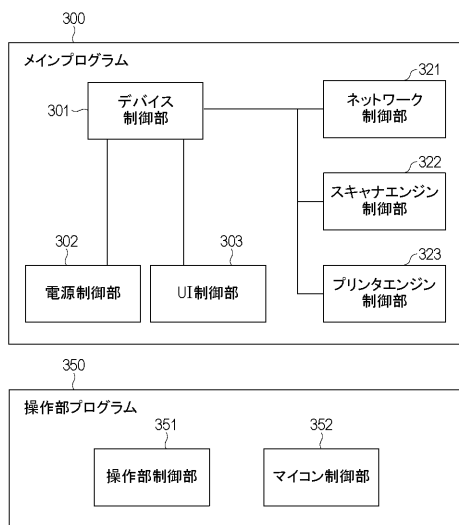 300
メインプログラム
301
デバイス
制御部
321
ネットワーク
制御部
322
スキャナエンジン
制御部
323
プリンタエンジン
制御部
302
電源制御部
303
UI制御部
350
操作部プログラム
351
操作部制御部
352
マイコン制御部